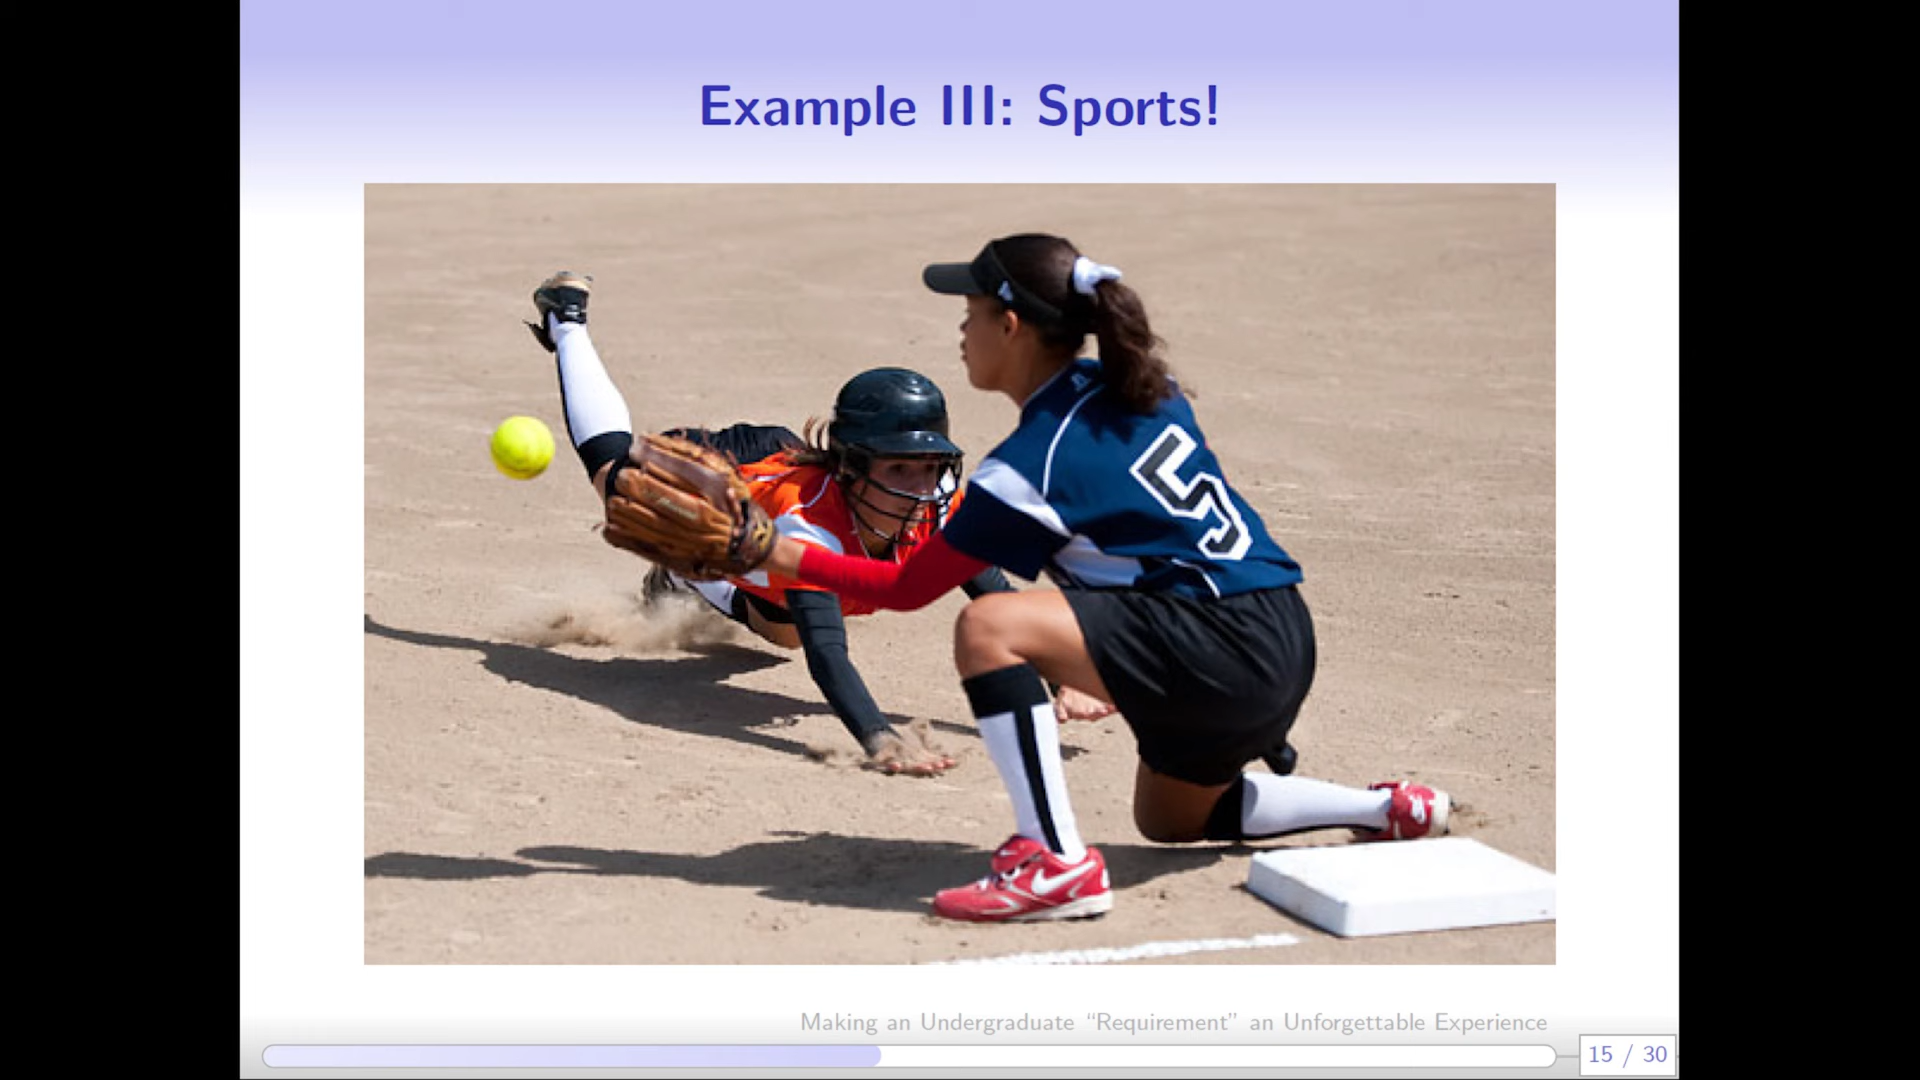 Example III: Sports!
5
Making an Undergraduate “Requirement” an Unforgettable Experience
15 / 30